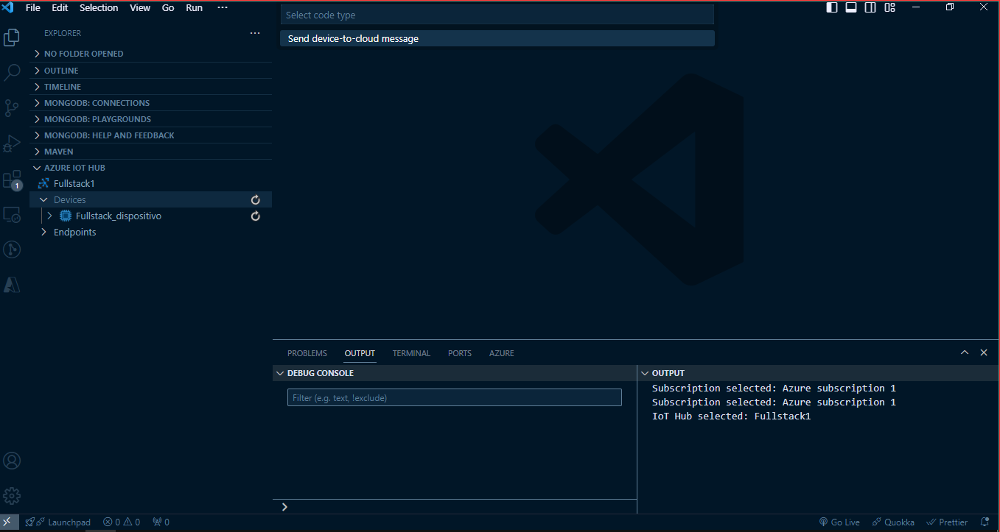 File Edit Selection View Go Run ···
Select code type
Send device-to-cloud message
EXPLORER ···
NO FOLDER OPENED
OUTLINE
TIMELINE
MONGODB: CONNECTIONS
MONGODB: PLAYGROUNDS
MONGODB: HELP AND FEEDBACK
MAVEN
AZURE IOT HUB
Fullstack1
Devices
Fullstack_dispositivo
Endpoints
1
PROBLEMS OUTPUT TERMINAL PORTS AZURE
DEBUG CONSOLE
Filter (e.g. text, !exclude)
OUTPUT
Subscription selected: Azure subscription 1
Subscription selected: Azure subscription 1
IoT Hub selected: Fullstack1
Launchpad 0 0 0 Go Live Quokka Prettier